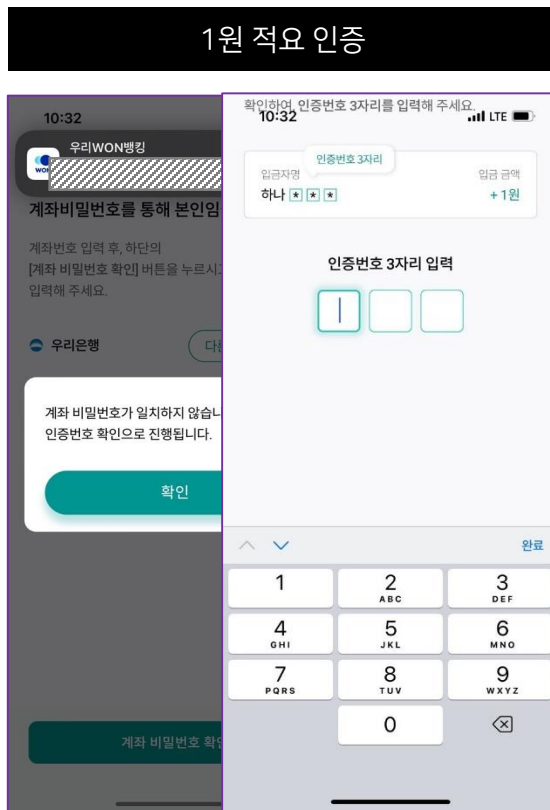 1원 적요 인증
10:32
우리WON뱅킹
WON
계좌비밀번호를 통해 본인임
계좌번호 입력 후, 하단의
[계좌 비밀번호 확인] 버튼을 누르시고
입력해 주세요.
우리은행
다른
계좌 비밀번호가 일치하지 않습니
인증번호 확인으로 진행됩니다.
확인
계좌 비밀번호 확인
확인하여, 인증번호 3자리를 입력해 주세요.
10:32
LTE
인증번호 3자리
입금자명
입금 금액
하나 * * *
+ 1원
인증번호 3자리 입력
완료
1
2
ABC
3
DEF
4
GHI
5
JKL
6
MNO
7
PQRS
8
TUV
9
WXYZ
0